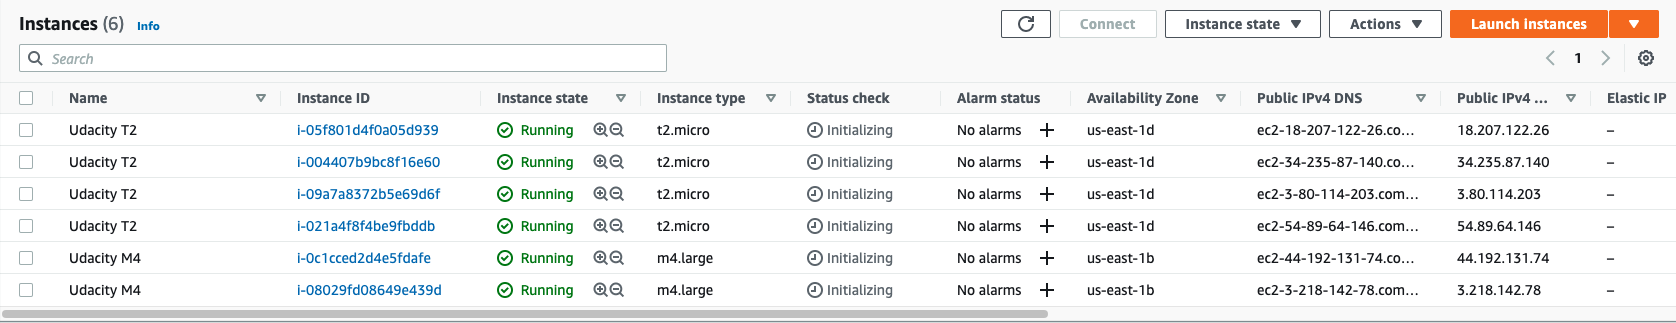 Instances (6) Info Connect Instance state Actions Launch instances
Search 1
Name Instance ID Instance state Instance type Status check Alarm status Availability Zone Public IPv4 DNS Public IPv4 ... Elastic IP
Udacity T2 i-05f801d4f0a05d939 Running t2.micro Initializing No alarms + us-east-1d ec2-18-207-122-26.co... 18.207.122.26 –
Udacity T2 i-004407b9bc8f16e60 Running t2.micro Initializing No alarms + us-east-1d ec2-34-235-87-140.co... 34.235.87.140 –
Udacity T2 i-09a7a8372b5e69d6f Running t2.micro Initializing No alarms + us-east-1d ec2-3-80-114-203.com... 3.80.114.203 –
Udacity T2 i-021a4f8f4be9fbddb Running t2.micro Initializing No alarms + us-east-1d ec2-54-89-64-146.com... 54.89.64.146 –
Udacity M4 i-0c1cced2d4e5fdafe Running m4.large Initializing No alarms + us-east-1b ec2-44-192-131-74.co... 44.192.131.74 –
Udacity M4 i-08029fd08649e439d Running m4.large Initializing No alarms + us-east-1b ec2-3-218-142-78.com... 3.218.142.78 –